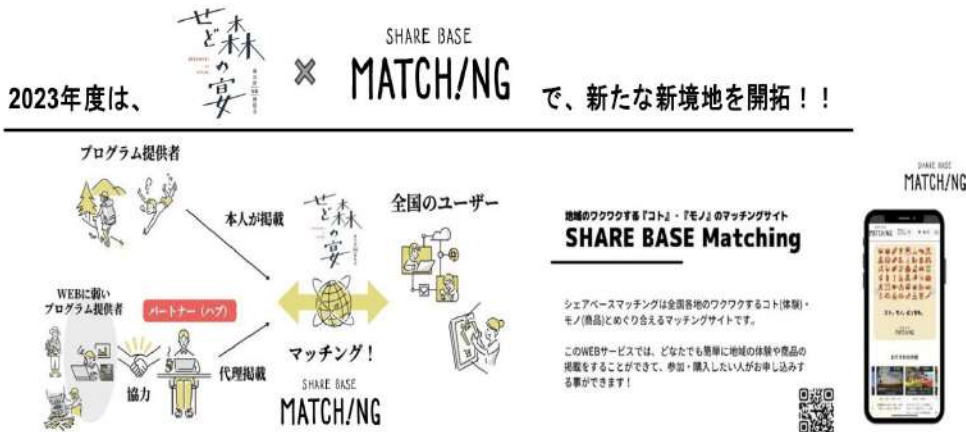 せど森の宴
SHARE BASE
MATCH!NG
2023年度は、
で、新たな新境地を開拓！！
プログラム提供者
本人が掲載
せど森の宴
全国のユーザー
WEBに弱い
プログラム提供者
パートナー（ハブ）
協力
代理掲載
マッチング！
SHARE BASE
MATCH!NG
地域のワクワクする『コト』・『モノ』のマッチングサイト
SHARE BASE Matching
シェアベースマッチングは全国各地のワクワクするコト(体験)・
モノ(商品)とめぐり合えるマッチングサイトです。
このWEBサービスでは、どなたでも簡単に地域の体験や商品の
掲載をすることができて、参加・購入したい人がお申し込みす
る事ができます！
SHARE BASE
MATCH!NG
MATCH!NG